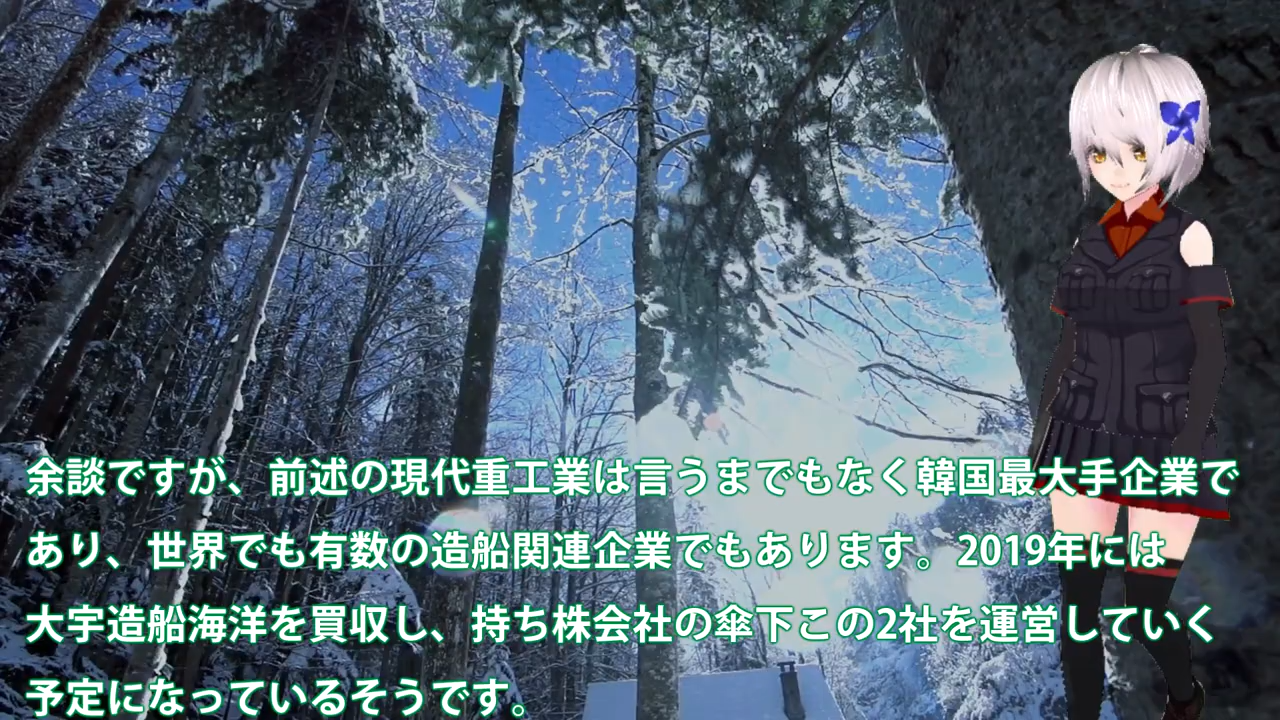 余談ですが、前述の現代重工業は言うまでもなく韓国最大手企業で
あり、世界でも有数の造船関連企業でもあります。2019年には
大宇造船海洋を買収し、持ち株会社の傘下この2社を運営していく
予定になっているそうです。